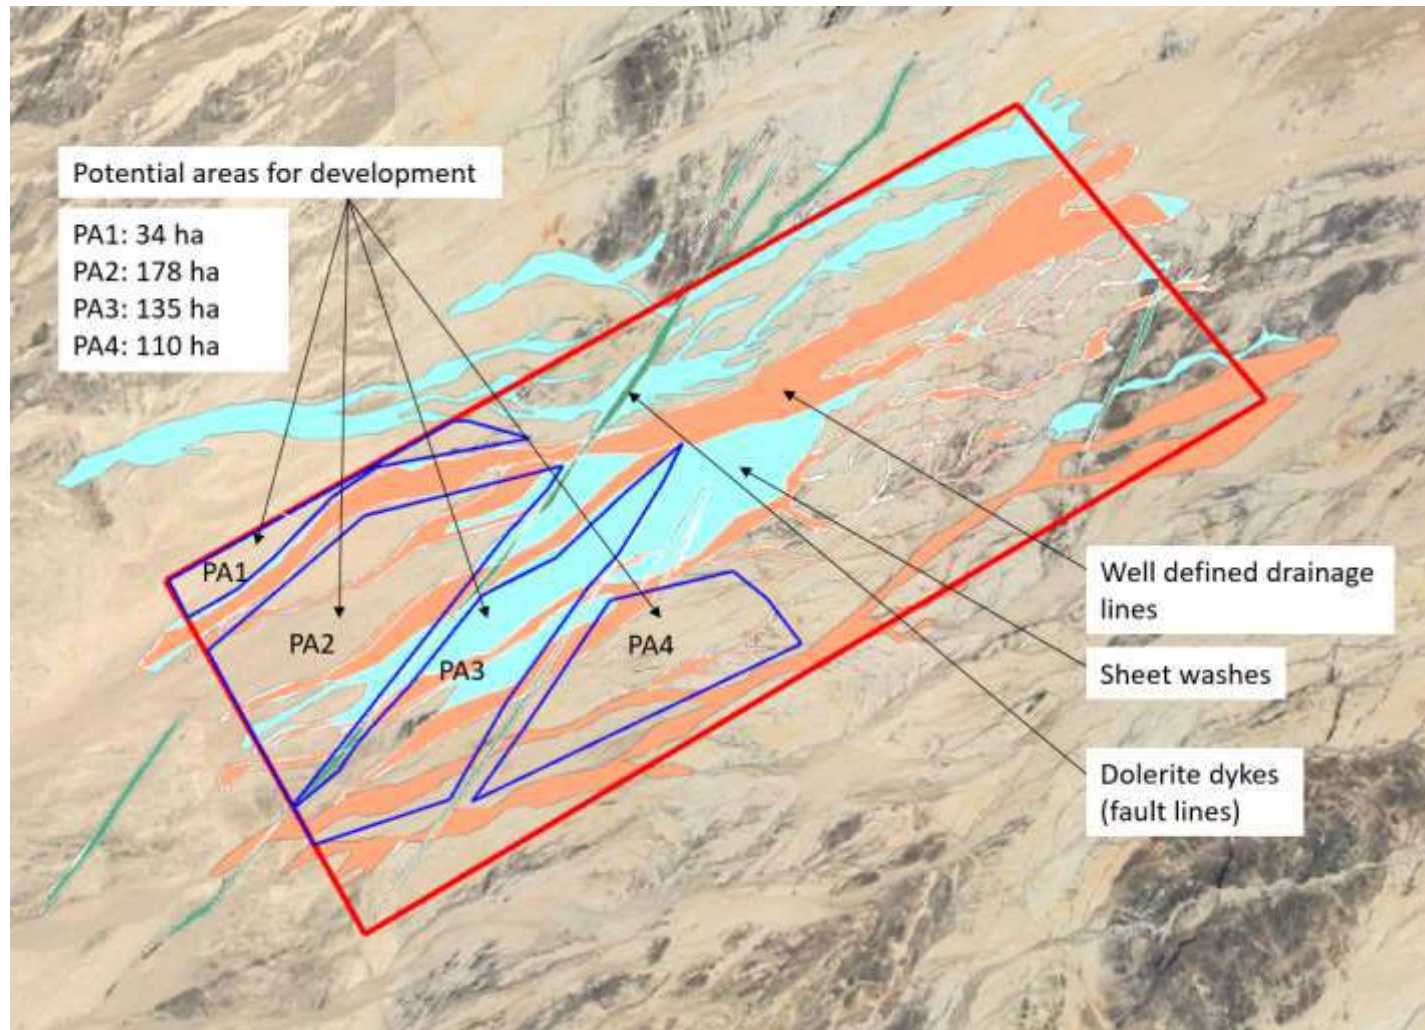 Potential areas for development
PA1: 34 ha
PA2: 178 ha
PA3: 135 ha
PA4: 110 ha
PA1
PA2
PA3
PA4
Well defined drainage
lines
Sheet washes
Dolerite dykes
(fault lines)